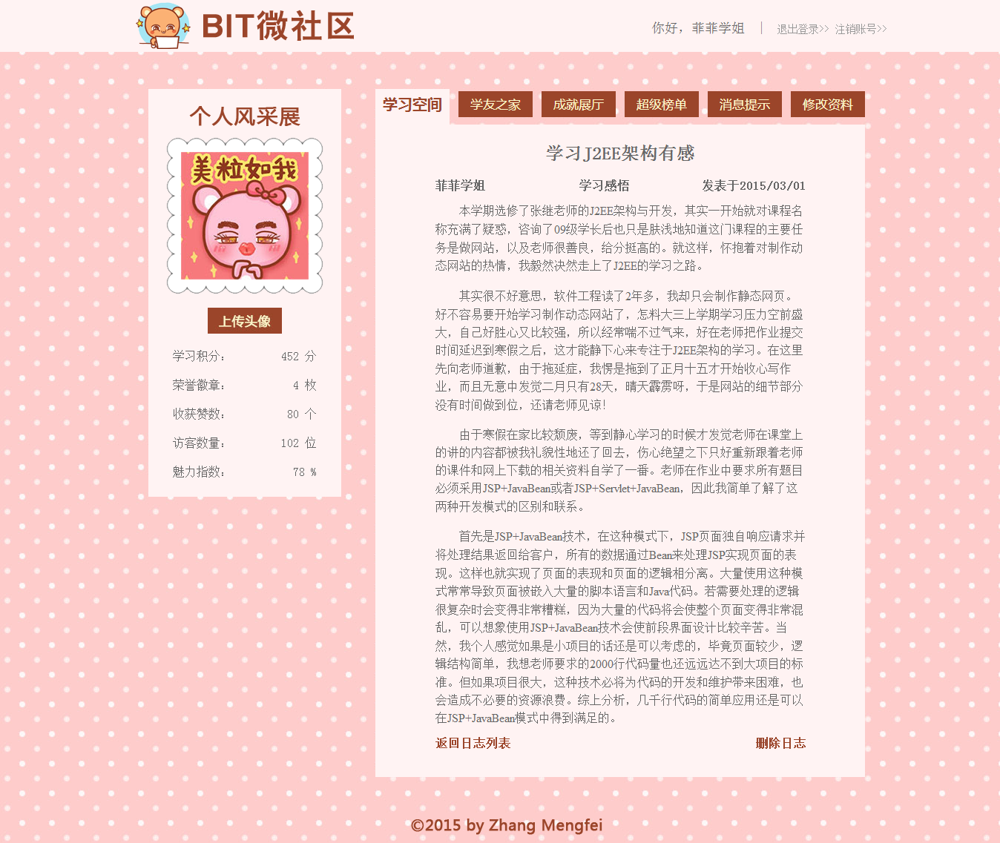 BIT微社区
你好，菲菲学姐 | 退出登录>> 注销账号>>
个人风采展
美粒如我
上传头像
学习积分： 452 分
荣誉徽章： 4 枚
收获赞数： 80 个
访客数量： 102 位
魅力指数： 78 %
学习空间 学友之家 成就展厅 超级榜单 消息提示 修改资料
学习J2EE架构有感
菲菲学姐 学习感悟 发表于2015/03/01
本学期选修了张继老师的J2EE架构与开发，其实一开始就对课程名
称充满了疑惑，咨询了09级学长后也只是肤浅地知道这门课程的主要任
务是做网站，以及老师很善良，给分挺高的。就这样，怀抱着对制作动
态网站的热情，我毅然决然走上了J2EE的学习之路。
其实很不好意思，软件工程读了2年多，我却只会制作静态网页。
好不容易要开始学习制作动态网站了，怎料大三上学期学习压力空前盛
大，自己好胜心又比较强，所以经常喘不过气来，好在老师把作业提交
时间延迟到寒假之后，这才能静下心来专注于J2EE架构的学习。在这里
先向老师道歉，由于拖延症，我愣是拖到了正月十五才开始收心写作
业，而且无意中发觉二月只有28天，晴天霹雳呀，于是网站的细节部分
没有时间做到位，还请老师见谅！
由于寒假在家比较颓废，等到静心学习的时候才发觉老师在课堂上
的讲的内容都被我礼貌性地还了回去，伤心绝望之下只好重新跟着老师
的课件和网上下载的相关资料自学了一番。老师在作业中要求所有题目
必须采用JSP+JavaBean或者JSP+Servlet+JavaBean，因此我简单了解了这
两种开发模式的区别和联系。
首先是JSP+JavaBean技术，在这种模式下，JSP页面独自响应请求并
将处理结果返回给客户，所有的数据通过Bean来处理JSP实现页面的表
现。这样也就实现了页面的表现和页面的逻辑相分离。大量使用这种模
式常常导致页面被嵌入大量的脚本语言和Java代码。若需要处理的逻辑
很复杂时会变得非常糟糕，因为大量的代码将会使整个页面变得非常混
乱，可以想象使用JSP+JavaBean技术会使前段界面设计比较辛苦。当
然，我个人感觉如果是小项目的话还是可以考虑的，毕竟页面较少，逻
辑结构简单，我想老师要求的2000行代码量也还远远达不到大项目的标
准。但如果项目很大，这种技术必将为代码的开发和维护带来困难，也
会造成不必要的资源浪费。综上分析，几千行代码的简单应用还是可以
在JSP+JavaBean模式中得到满足的。
返回日志列表 删除日志
©2015 by Zhang Mengfei